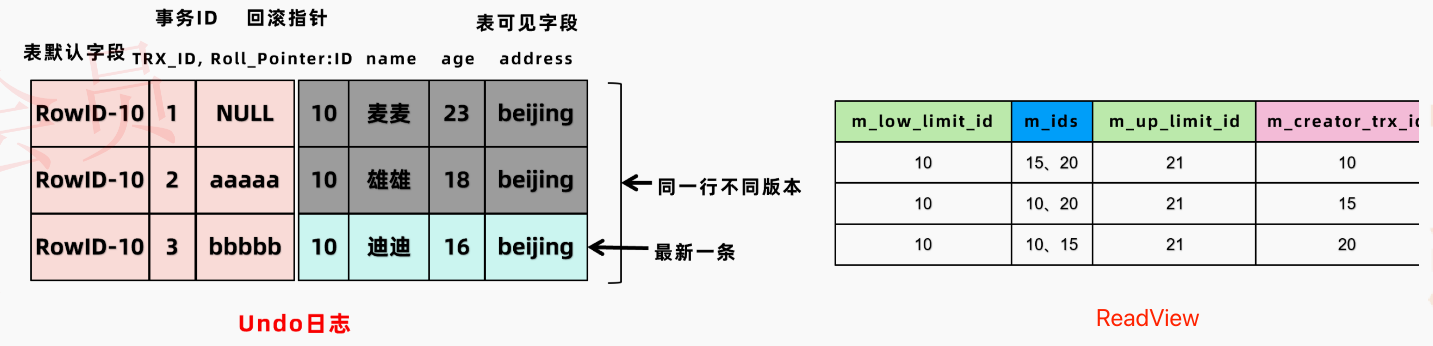 事务ID 回滚指针
表可见字段
表默认字段 TRX_ID, Roll_Pointer:ID name age address
RowID-10 1 NULL 10 麦麦 23 beijing
RowID-10 2 aaaaa 10 雄雄 18 beijing
RowID-10 3 bbbbb 10 迪迪 16 beijing
同一行不同版本
最新一条
Undo日志
m_low_limit_id m_ids m_up_limit_id m_creator_trx_ic
10 15、20 21 10
10 10、20 21 15
10 10、15 21 20
ReadView
会员